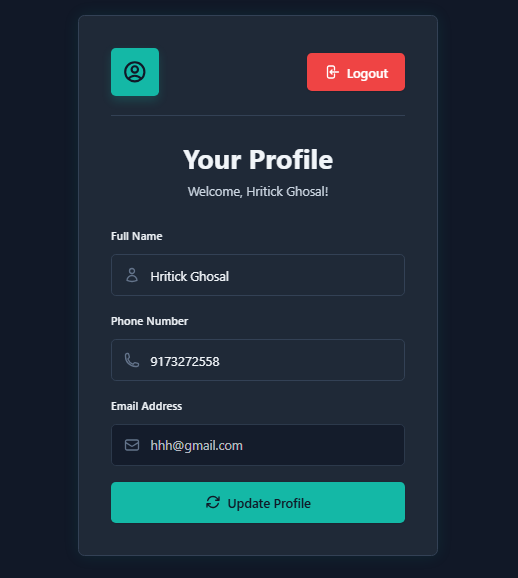 Logout
Your Profile
Welcome, Hritick Ghosal!
Full Name
Hritick Ghosal
Phone Number
9173272558
Email Address
hhh@gmail.com
Update Profile